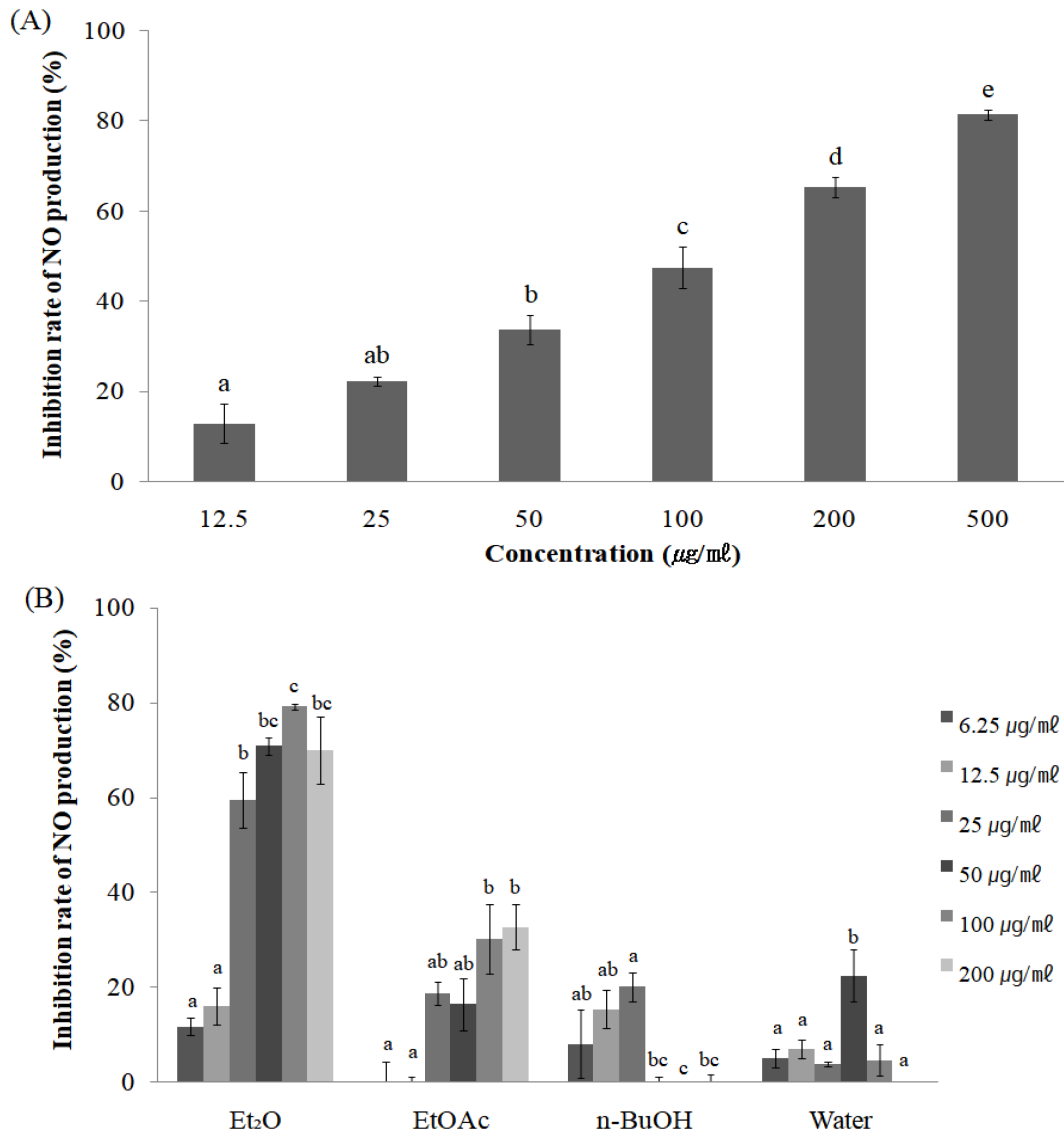 (A)
Inhibition rate of NO production (%)
100
80
60
40
20
0
a
ab
b
c
d
e
12.5 25 50 100 200 500
Concentration (µg/㎖)
(B)
Inhibition rate of NO production (%)
100
80
60
40
20
0
a a b bc c bc
a a ab ab b b
ab ab a bc c bc
a a a b a a
Et₂O EtOAc n-BuOH Water
6.25 µg/㎖
12.5 µg/㎖
25 µg/㎖
50 µg/㎖
100 µg/㎖
200 µg/㎖